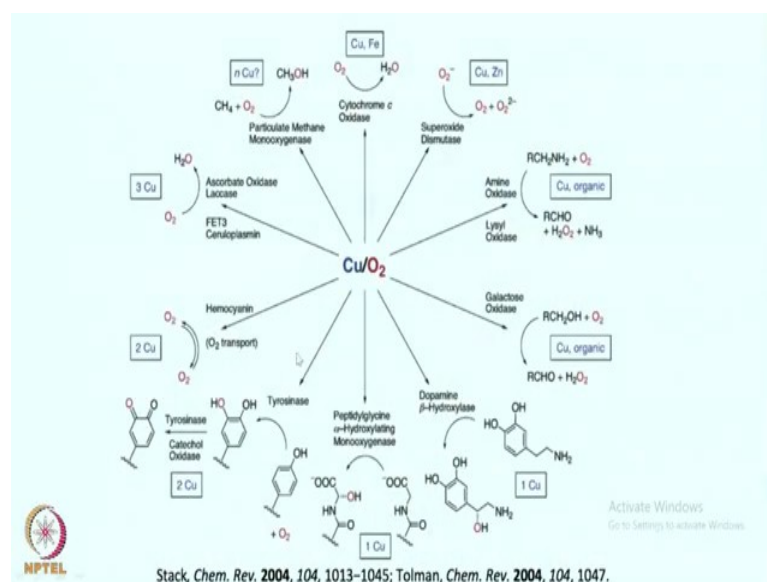 Cu, Fe
O₂ H₂O
Cytochrome c
Oxidase
n Cu?
CH₃OH
CH₄ + O₂
Particulate Methane
Monooxygenase
O₂⁻
Cu, Zn
O₂ + O₂²⁻
Superoxide
Dismutase
H₂O
3 Cu
O₂
Ascorbate Oxidase
Laccase
FET3
Ceruloplasmin
RCH₂NH₂ + O₂
Amine
Oxidase
Cu, organic
Lysyl
Oxidase
RCHO
+ H₂O₂ + NH₃
Cu/O₂
Hemocyanin
O₂
2 Cu
(O₂ transport)
O₂
Galactose
Oxidase
RCH₂OH + O₂
Cu, organic
RCHO + H₂O₂
O O
Tyrosinase
Catechol
Oxidase
2 Cu
HO OH
Tyrosinase
OH
+ O₂
Peptidylglycine
α-Hydroxylating
Monooxygenase
⁻OOC
OH
HN O
⁻OOC
HN O
1 Cu
Dopamine
β-Hydroxylase
OH
HO
NH₂
OH
HO
NH₂
OH
1 Cu
Activate Windows
Go to Settings to activate Windows.
NPTEL
Stack, Chem. Rev. 2004, 104, 1013–1045; Tolman, Chem. Rev. 2004, 104, 1047.